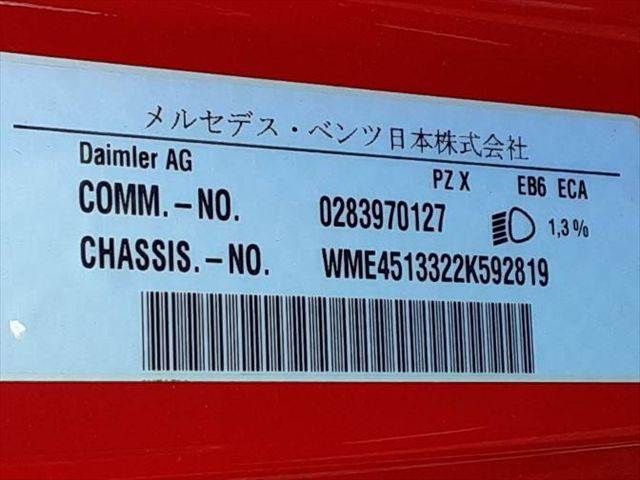 メルセデス・ベンツ日本株式会社
Daimler AG
PZ X EB6 ECA
COMM.-NO. 0283970127 1,3%
CHASSIS.-NO. WME4513322K592819